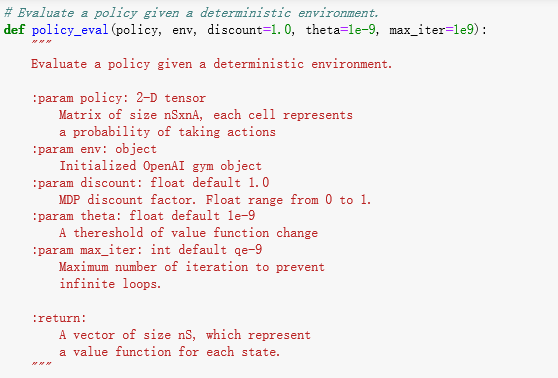 # Evaluate a policy given a deterministic environment.
def policy_eval(policy, env, discount=1.0, theta=1e-9, max_iter=1e9):
"""
Evaluate a policy given a deterministic environment.
:param policy: 2-D tensor
Matrix of size nSxnA, each cell represents
a probability of taking actions
:param env: object
Initialized OpenAI gym object
:param discount: float default 1.0
MDP discount factor. Float range from 0 to 1.
:param theta: float default 1e-9
A thereshold of value function change
:param max_iter: int default qe-9
Maximum number of iteration to prevent
infinite loops.
:return:
A vector of size nS, which represent
a value function for each state.
"""